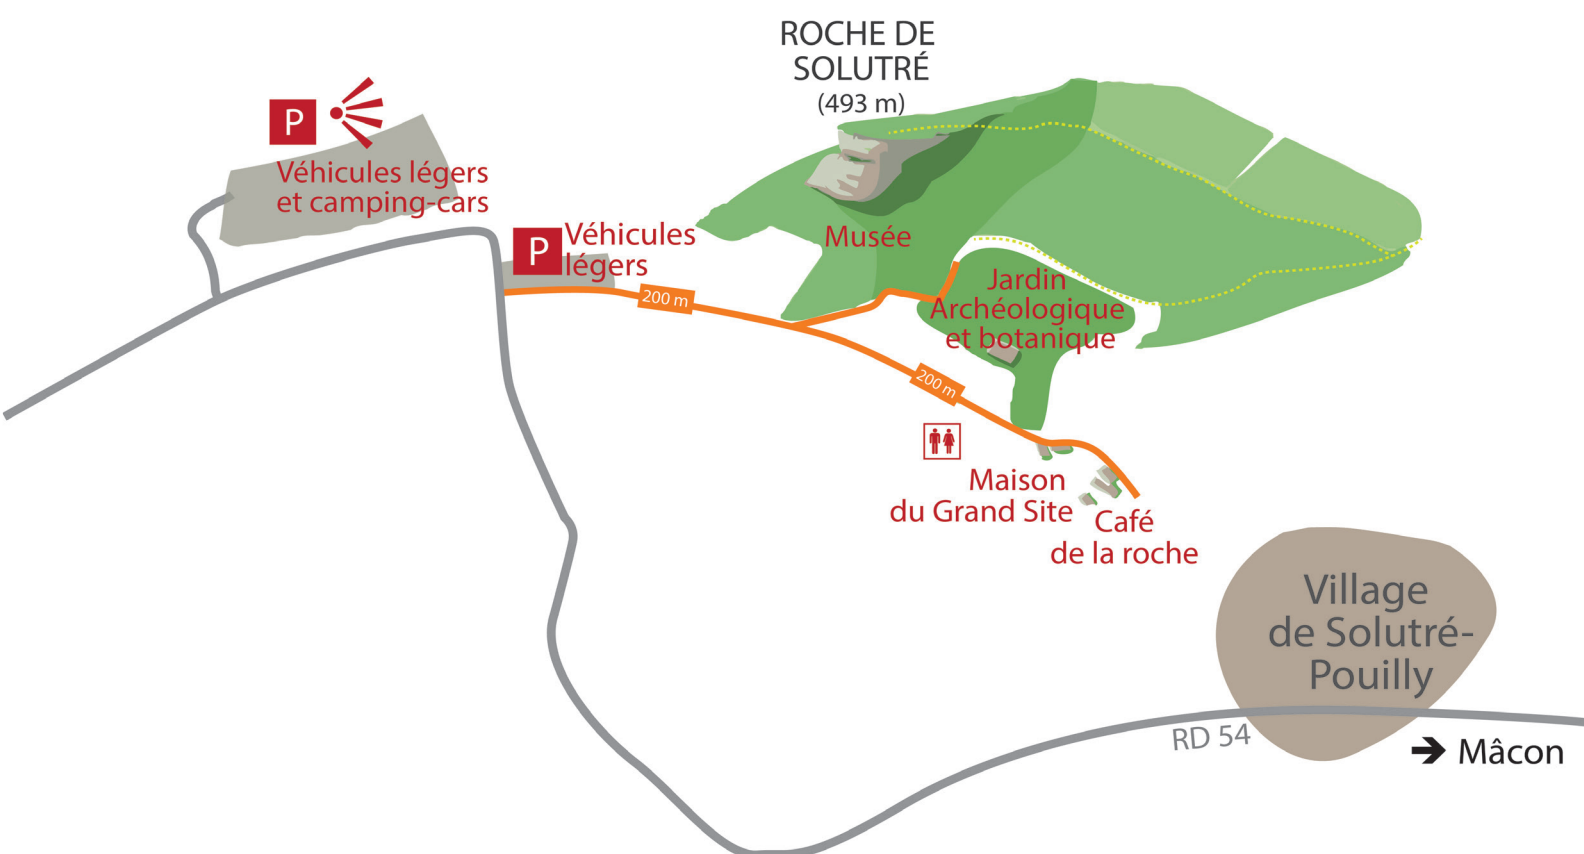 ROCHE DE
SOLUTRÉ
(493 m)
P
Véhicules légers
et camping-cars
P
Véhicules
légers
200 m
Musée
Jardin
Archéologique
et botanique
200 m
Maison
du Grand Site
Café
de la roche
Village
de Solutré-
Pouilly
RD 54
➔ Mâcon